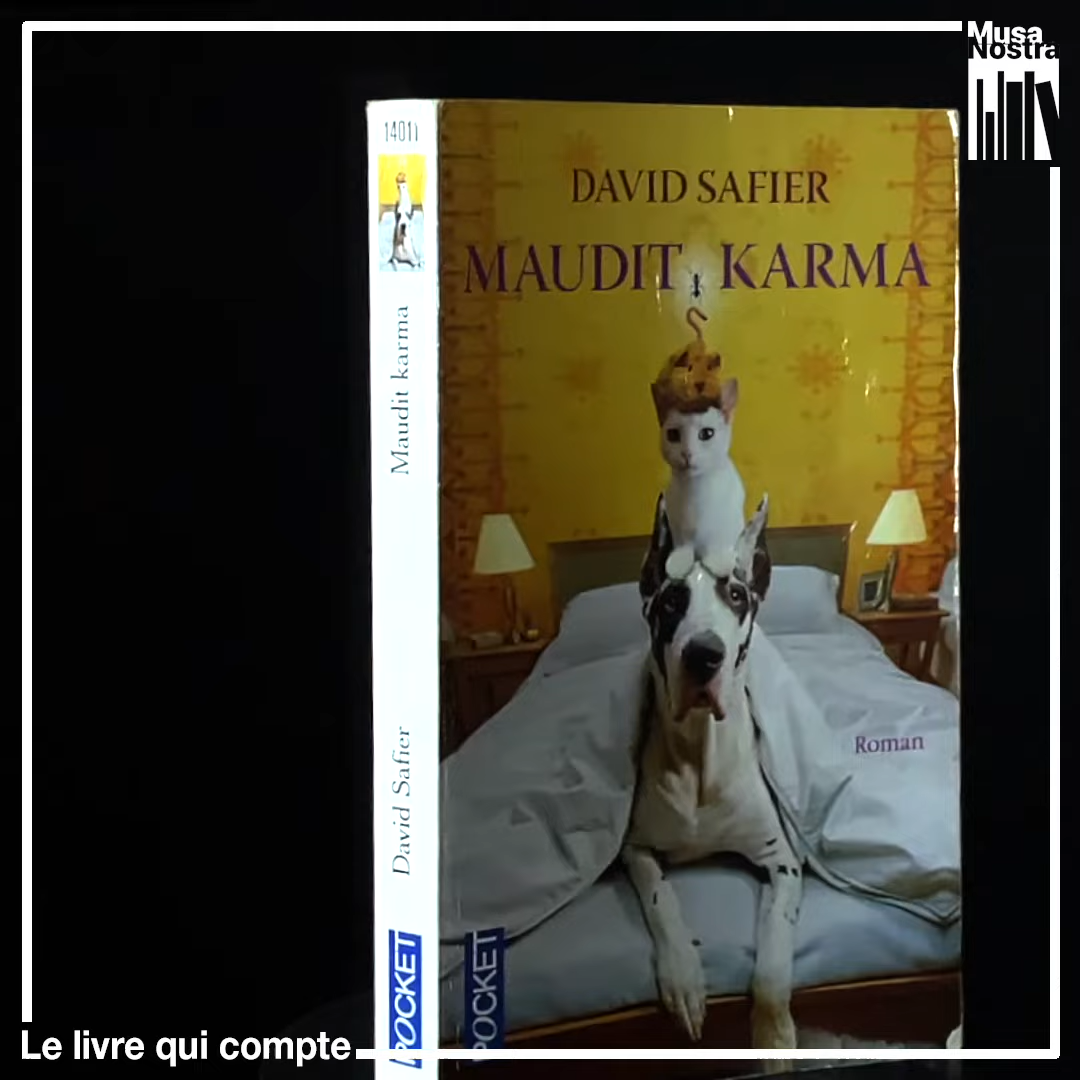 Musa
Nostra
14011
Maudit karma
David Safier
POCKET
DAVID SAFIER
MAUDIT KARMA
Roman
POCKET
Le livre qui compte